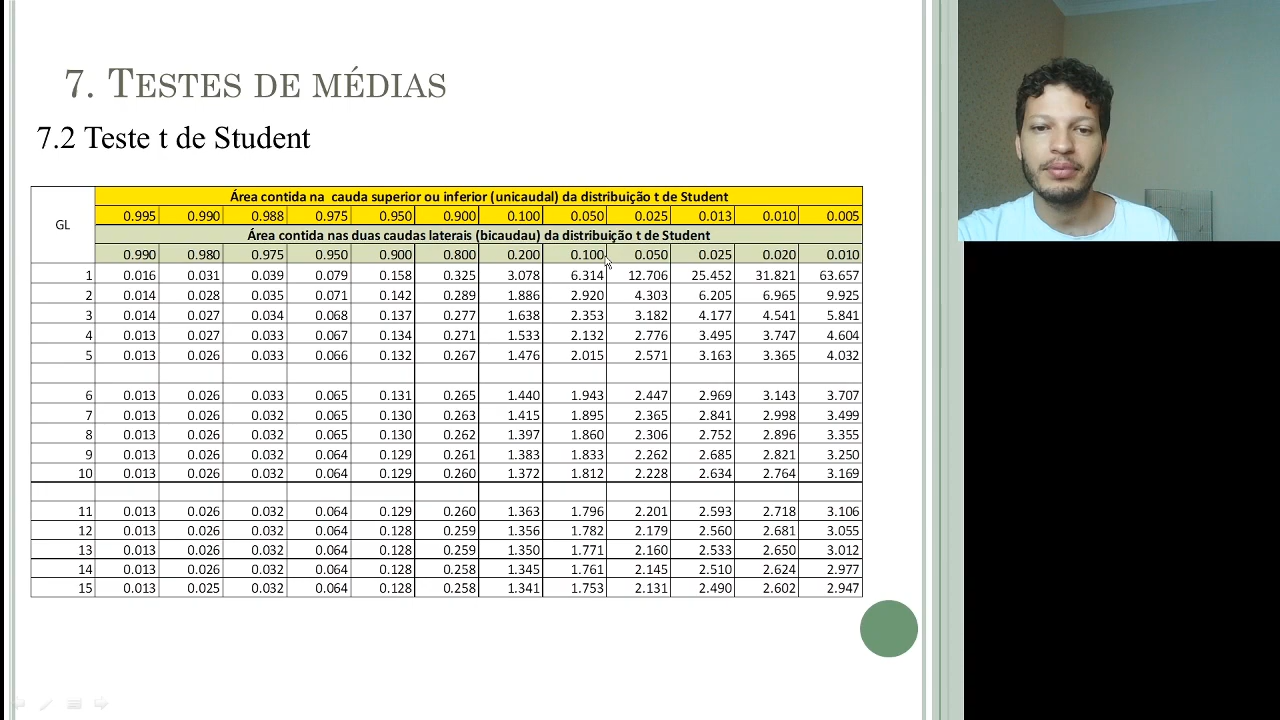 7. Testes de médias
7.2 Teste t de Student
GL
Área contida na cauda superior ou inferior (unicaudal) da distribuição t de Student
0.995 0.990 0.988 0.975 0.950 0.900 0.100 0.050 0.025 0.013 0.010 0.005
Área contida nas duas caudas laterais (bicaudau) da distribuição t de Student
0.990 0.980 0.975 0.950 0.900 0.800 0.200 0.100 0.050 0.025 0.020 0.010
1 0.016 0.031 0.039 0.079 0.158 0.325 3.078 6.314 12.706 25.452 31.821 63.657
2 0.014 0.028 0.035 0.071 0.142 0.289 1.886 2.920 4.303 6.205 6.965 9.925
3 0.014 0.027 0.034 0.068 0.137 0.277 1.638 2.353 3.182 4.177 4.541 5.841
4 0.013 0.027 0.033 0.067 0.134 0.271 1.533 2.132 2.776 3.495 3.747 4.604
5 0.013 0.026 0.033 0.066 0.132 0.267 1.476 2.015 2.571 3.163 3.365 4.032
6 0.013 0.026 0.033 0.065 0.131 0.265 1.440 1.943 2.447 2.969 3.143 3.707
7 0.013 0.026 0.032 0.065 0.130 0.263 1.415 1.895 2.365 2.841 2.998 3.499
8 0.013 0.026 0.032 0.065 0.130 0.262 1.397 1.860 2.306 2.752 2.896 3.355
9 0.013 0.026 0.032 0.064 0.129 0.261 1.383 1.833 2.262 2.685 2.821 3.250
10 0.013 0.026 0.032 0.064 0.129 0.260 1.372 1.812 2.228 2.634 2.764 3.169
11 0.013 0.026 0.032 0.064 0.129 0.260 1.363 1.796 2.201 2.593 2.718 3.106
12 0.013 0.026 0.032 0.064 0.128 0.259 1.356 1.782 2.179 2.560 2.681 3.055
13 0.013 0.026 0.032 0.064 0.128 0.259 1.350 1.771 2.160 2.533 2.650 3.012
14 0.013 0.026 0.032 0.064 0.128 0.258 1.345 1.761 2.145 2.510 2.624 2.977
15 0.013 0.025 0.032 0.064 0.128 0.258 1.341 1.753 2.131 2.490 2.602 2.947